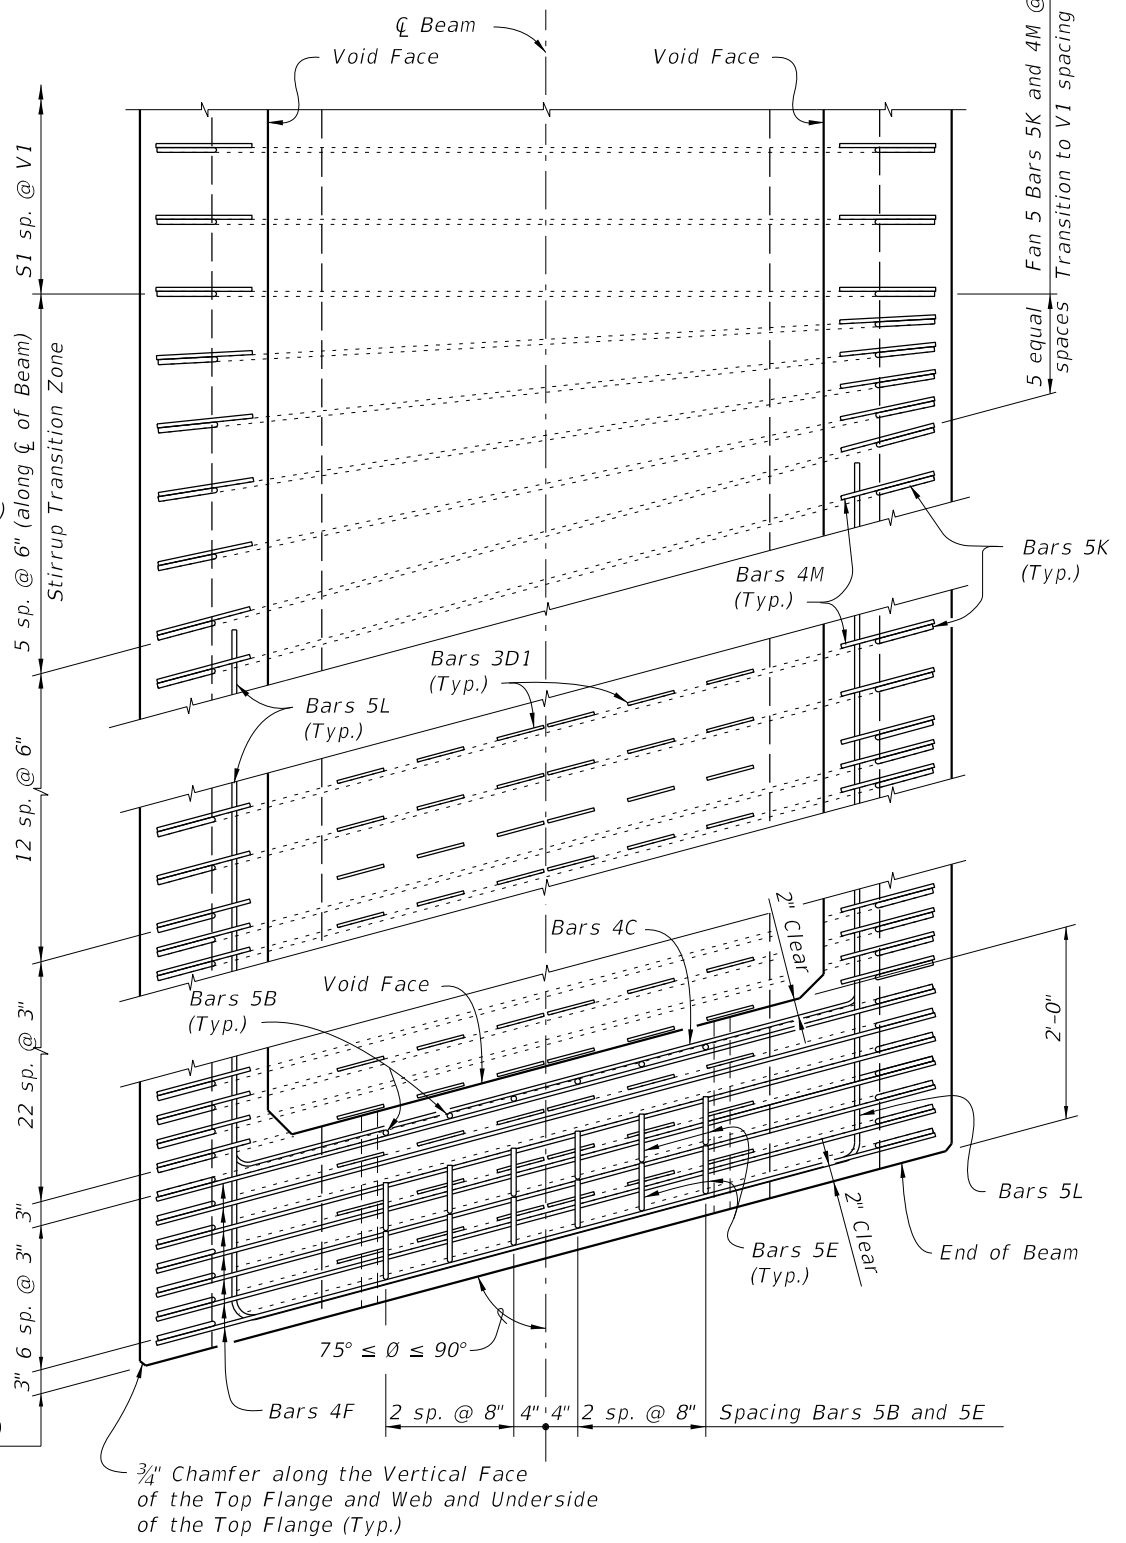 ℄ Beam
Void Face
Void Face
Fan 5 Bars 5K and 4M @
5 equal
spaces
Transition to V1 spacing
S1 sp. @ V1
5 sp. @ 6" (along ℄ of Beam)
Stirrup Transition Zone
Bars 5K
(Typ.)
Bars 4M
(Typ.)
Bars 3D1
(Typ.)
Bars 5L
(Typ.)
12 sp. @ 6"
2" Clear
Bars 4C
Void Face
Bars 5B
(Typ.)
22 sp. @ 3"
2'-0"
Bars 5L
3"
Bars 5E
(Typ.)
2" Clear
End of Beam
6 sp. @ 3"
75° ≤ Ø ≤ 90°
3"
Bars 4F
2 sp. @ 8"
4"
4"
2 sp. @ 8"
Spacing Bars 5B and 5E
¾" Chamfer along the Vertical Face
of the Top Flange and Web and Underside
of the Top Flange (Typ.)